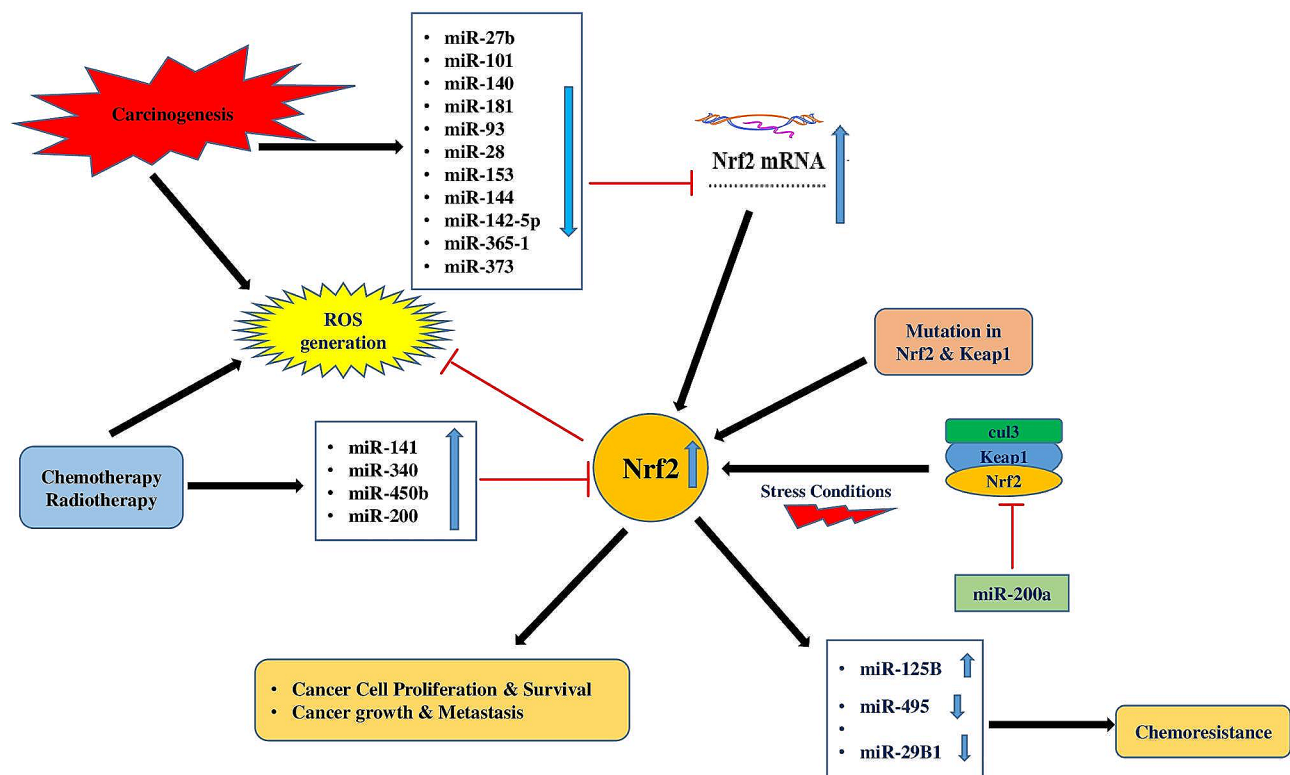 Carcinogenesis
• miR-27b
• miR-101
• miR-140
• miR-181
• miR-93
• miR-28
• miR-153
• miR-144
• miR-142-5p
• miR-365-1
• miR-373
Nrf2 mRNA
ROS
generation
Mutation in
Nrf2 & Keap1
Chemotherapy
Radiotherapy
• miR-141
• miR-340
• miR-450b
• miR-200
Nrf2
Stress Conditions
cul3
Keap1
Nrf2
miR-200a
• Cancer Cell Proliferation & Survival
• Cancer growth & Metastasis
• miR-125B
• miR-495
•
• miR-29B1
Chemoresistance